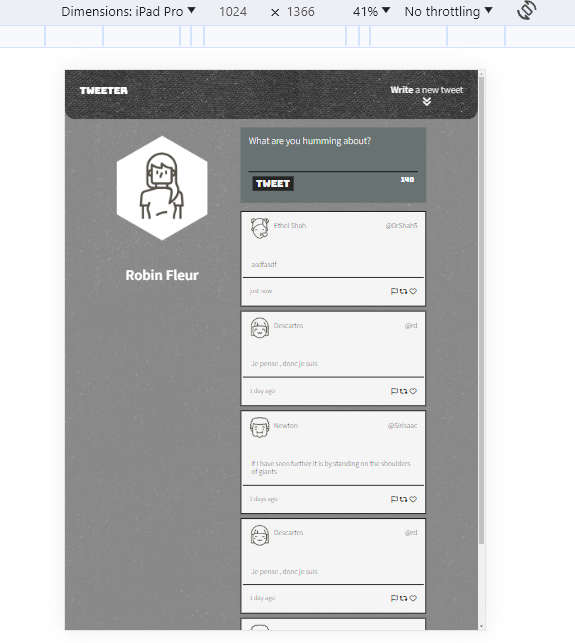 Dimensions: iPad Pro ▼ 1024 × 1366 41% ▼ No throttling ▼
TWEETER
Write a new tweet
What are you humming about?
TWEET 140
Robin Fleur
Ethel Shah @DrShah5
asdfasdf
just now
Descartes @rd
Je pense , donc je suis
1 day ago
Newton @SirIsaac
If I have seen further it is by standing on the shoulders
of giants
2 days ago
Descartes @rd
Je pense , donc je suis
1 day ago